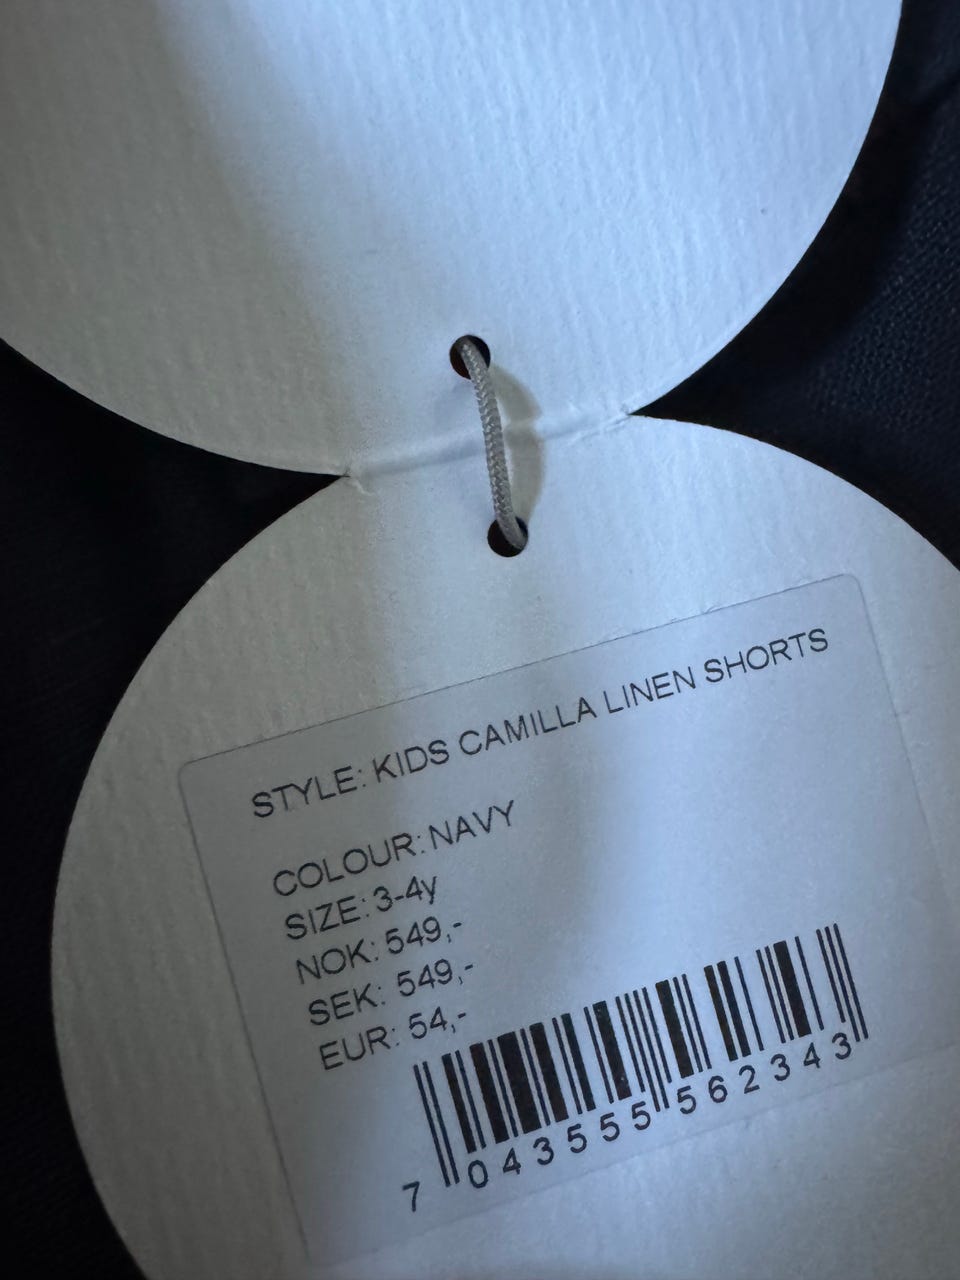 STYLE: KIDS CAMILLA LINEN SHORTS
COLOUR: NAVY
SIZE: 3-4y
NOK: 549,-
SEK: 549,-
EUR: 54,-
7 043555 562343